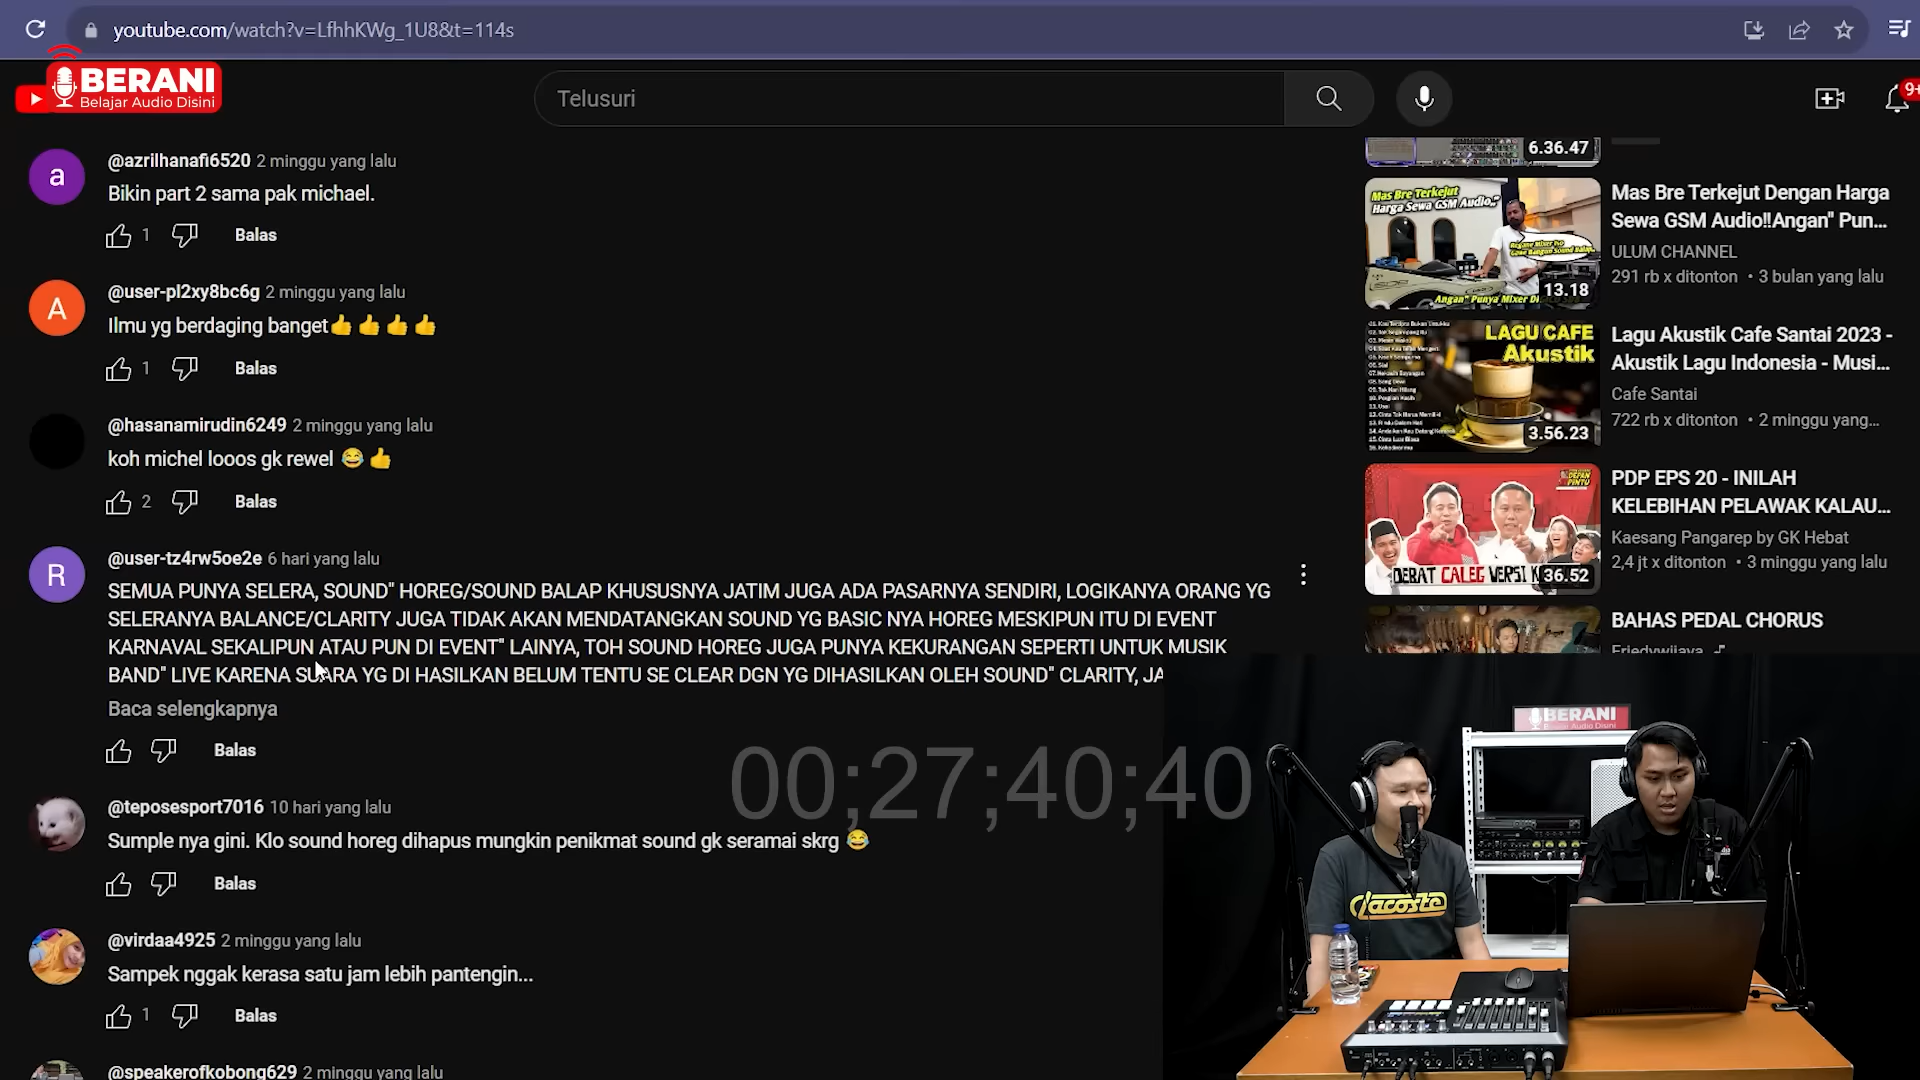 youtube.com/watch?v=LfhhKWg_1U8&t=114s
BERANI
Belajar Audio Disini
Telusuri
9+
@azrilhanafi6520 2 minggu yang lalu
Bikin part 2 sama pak michael.
1 Balas
@user-pl2xy8bc6g 2 minggu yang lalu
Ilmu yg berdaging banget👍👍👍👍
1 Balas
@hasanamirudin6249 2 minggu yang lalu
koh michel looos gk rewel 😂👍
2 Balas
@user-tz4rw5oe2e 6 hari yang lalu
SEMUA PUNYA SELERA, SOUND" HOREG/SOUND BALAP KHUSUSNYA JATIM JUGA ADA PASARNYA SENDIRI, LOGIKANYA ORANG YG
SELERANYA BALANCE/CLARITY JUGA TIDAK AKAN MENDATANGKAN SOUND YG BASIC NYA HOREG MESKIPUN ITU DI EVENT
KARNAVAL SEKALIPUN ATAU PUN DI EVENT" LAINYA, TOH SOUND HOREG JUGA PUNYA KEKURANGAN SEPERTI UNTUK MUSIK
BAND" LIVE KARENA SUARA YG DI HASILKAN BELUM TENTU SE CLEAR DGN YG DIHASILKAN OLEH SOUND" CLARITY, JA
Baca selengkapnya
Balas
@teposesport7016 10 hari yang lalu
Sumple nya gini. Klo sound horeg dihapus mungkin penikmat sound gk seramai skrg 😂
Balas
@virdaa4925 2 minggu yang lalu
Sampek nggak kerasa satu jam lebih pantengin...
1 Balas
@speakerofkobong629 2 minggu yang lalu
a
A
R
6.36.47
Mas Bre Terkejut
Harga Sewa GSM Audio,,"
13.18
Mas Bre Terkejut Dengan Harga
Sewa GSM Audio!!Angan" Pun...
ULUM CHANNEL
291 rb x ditonton • 3 bulan yang lalu
LAGU CAFE
Akustik
3.56.23
Lagu Akustik Cafe Santai 2023 -
Akustik Lagu Indonesia - Musi...
Cafe Santai
722 rb x ditonton • 2 minggu yang...
DEBAT CALEG VERSI
36.52
PDP EPS 20 - INILAH
KELEBIHAN PELAWAK KALAU...
Kaesang Pangarep by GK Hebat
2,4 jt x ditonton • 3 minggu yang lalu
BAHAS PEDAL CHORUS
00;27;40;40
BERANI
Belajar Audio Disini
Lacoste